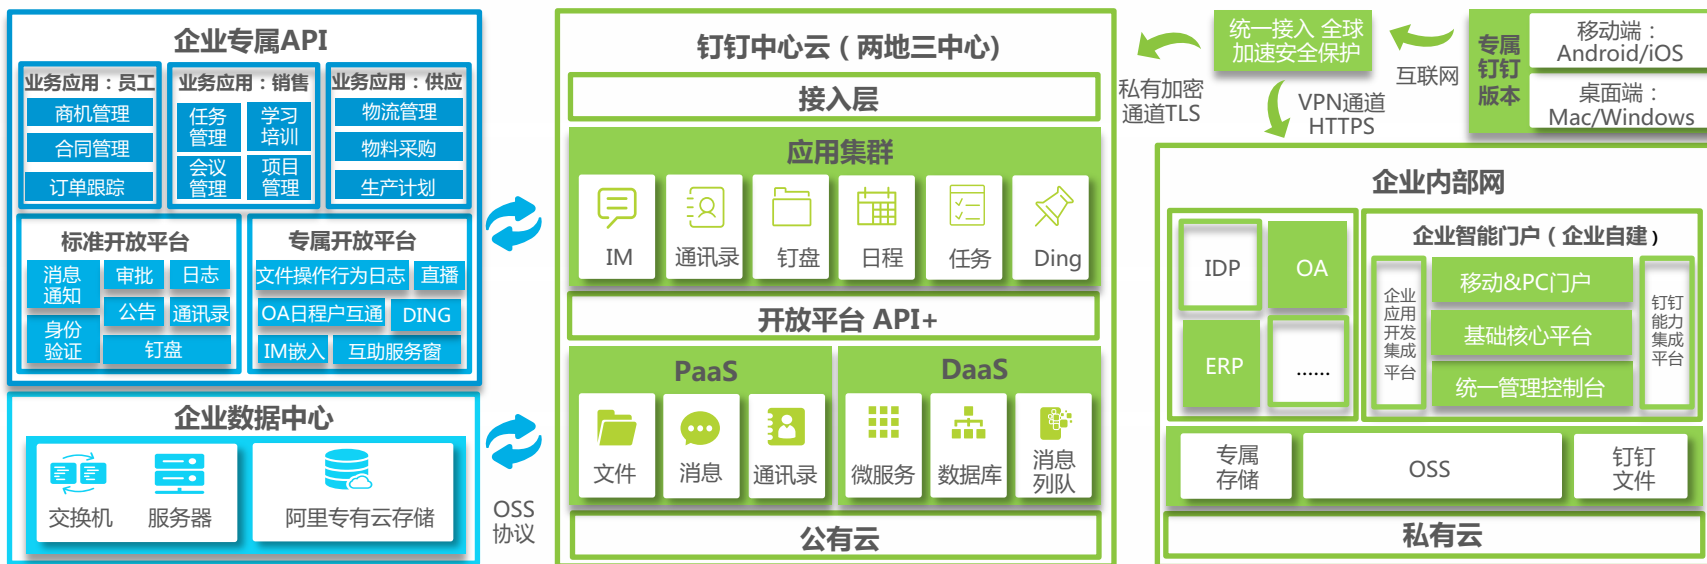 企业专属API
业务应用：员工
商机管理
合同管理
订单跟踪
业务应用：销售
任务
管理
学习
培训
会议
管理
项目
管理
业务应用：供应
物流管理
物料采购
生产计划
标准开放平台
消息
通知
审批
日志
公告
通讯录
身份
验证
钉盘
专属开放平台
文件操作行为日志
直播
OA日程户互通
DING
IM嵌入
互助服务窗
企业数据中心
交换机
服务器
阿里专有云存储
OSS
协议
钉钉中心云（两地三中心)
接入层
应用集群
IM
通讯录
钉盘
日程
任务
Ding
开放平台 API+
PaaS
文件
消息
通讯录
DaaS
微服务
数据库
消息
列队
公有云
私有加密
通道TLS
统一接入 全球
加速安全保护
VPN通道
HTTPS
互联网
专属
钉钉
版本
移动端：
Android/iOS
桌面端：
Mac/Windows
企业内部网
IDP
OA
ERP
......
企业智能门户（企业自建）
企业
应用
开发
集成
平台
移动&PC门户
基础核心平台
统一管理控制台
钉钉
能力
集成
平台
专属
存储
OSS
钉钉
文件
私有云